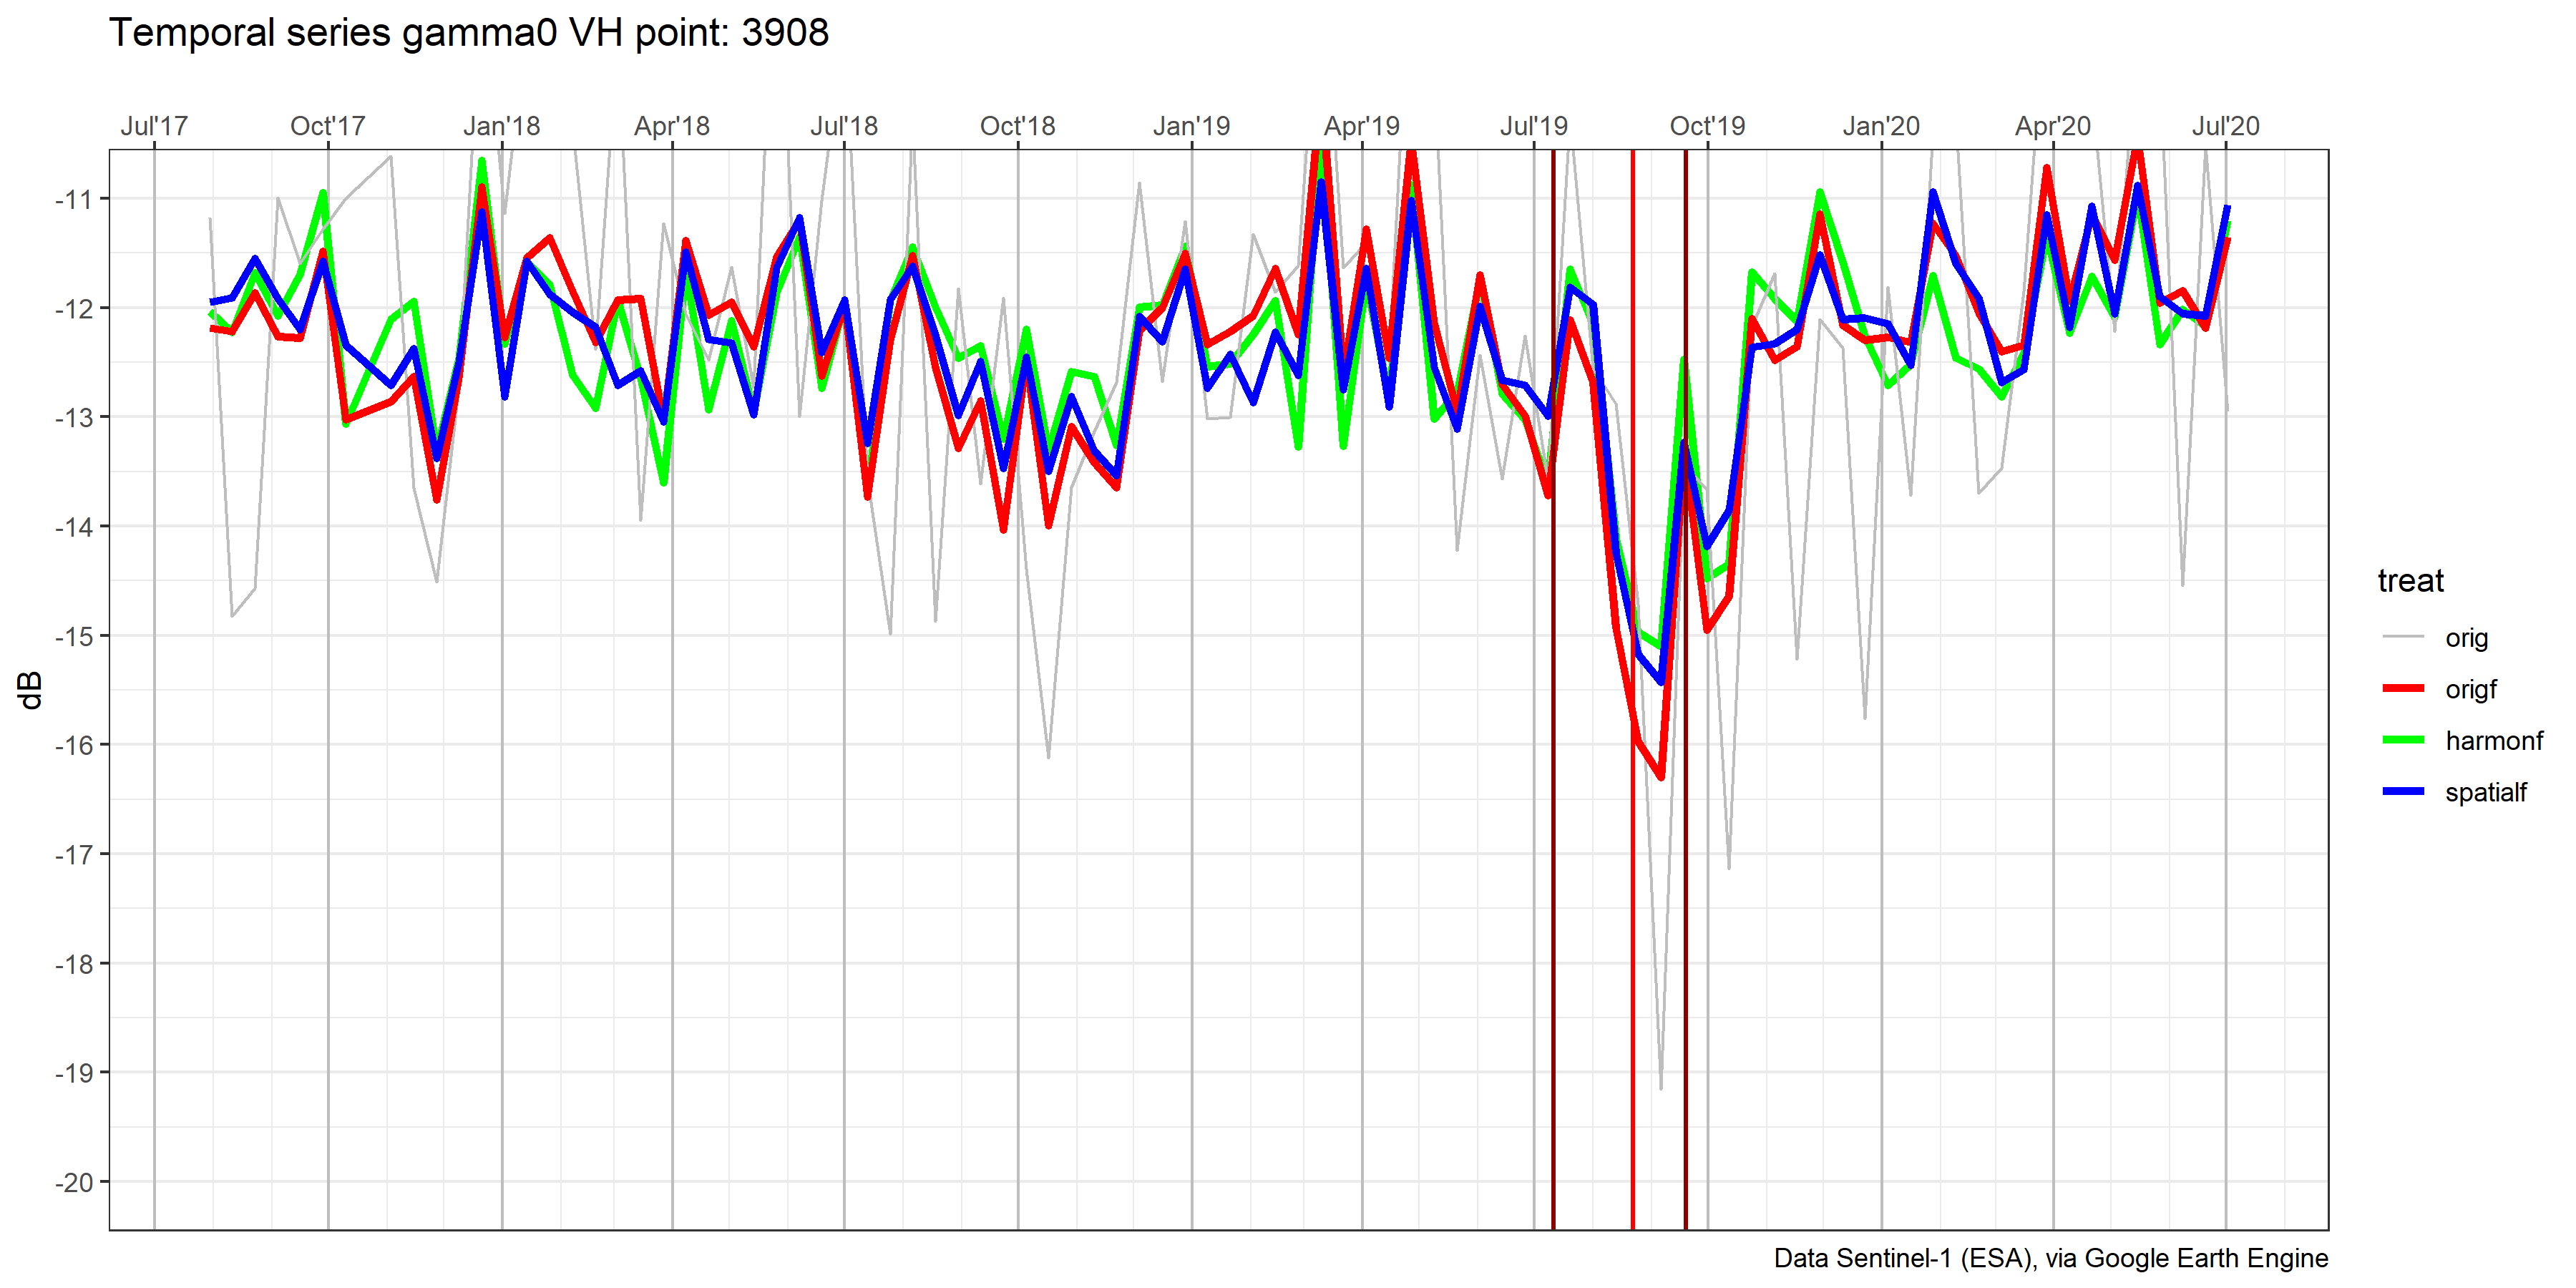 Temporal series gamma0 VH point: 3908
Jul'17 Oct'17 Jan'18 Apr'18 Jul'18 Oct'18 Jan'19 Apr'19 Jul'19 Oct'19 Jan'20 Apr'20 Jul'20
-11
-12
-13
-14
-15
-16
-17
-18
-19
-20
dB
treat
orig
origf
harmonf
spatialf
Data Sentinel-1 (ESA), via Google Earth Engine